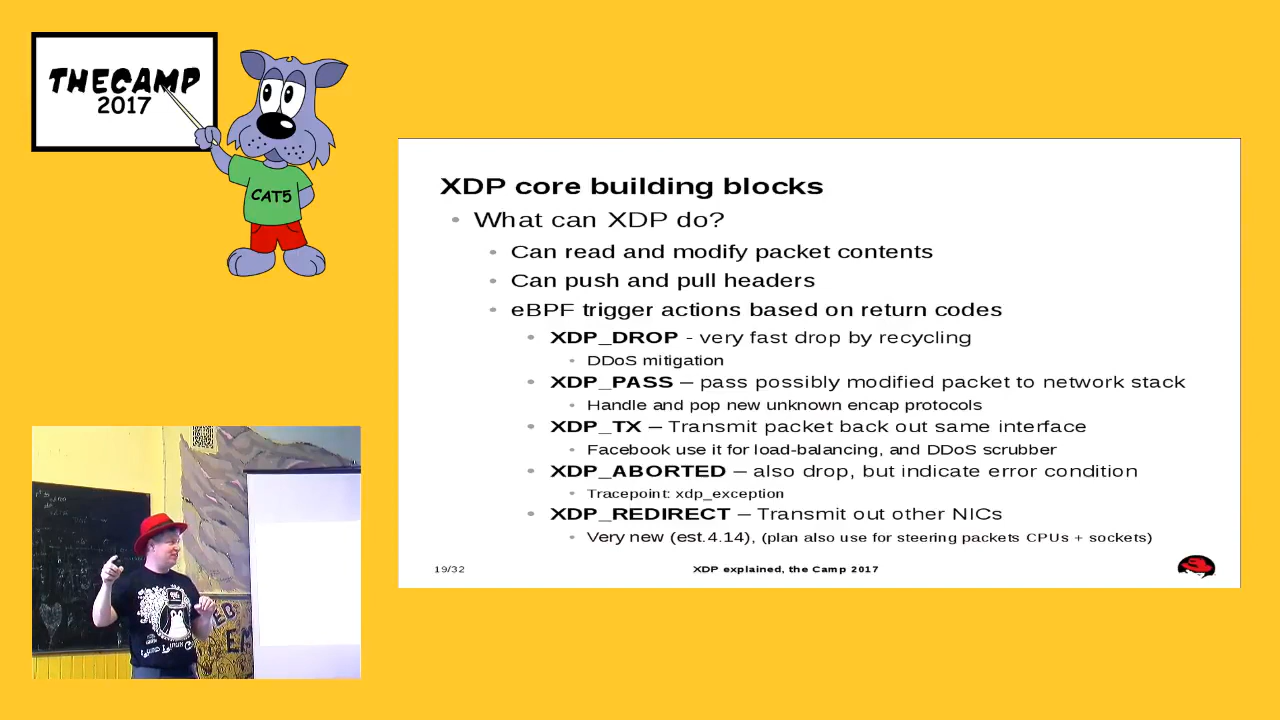 THECAMP
2017
CAT5
XDP core building blocks
• What can XDP do?
• Can read and modify packet contents
• Can push and pull headers
• eBPF trigger actions based on return codes
• XDP_DROP - very fast drop by recycling
• DDoS mitigation
• XDP_PASS – pass possibly modified packet to network stack
• Handle and pop new unknown encap protocols
• XDP_TX – Transmit packet back out same interface
• Facebook use it for load-balancing, and DDoS scrubber
• XDP_ABORTED – also drop, but indicate error condition
• Tracepoint: xdp_exception
• XDP_REDIRECT – Transmit out other NICs
• Very new (est.4.14), (plan also use for steering packets CPUs + sockets)
19/32
XDP explained, the Camp 2017